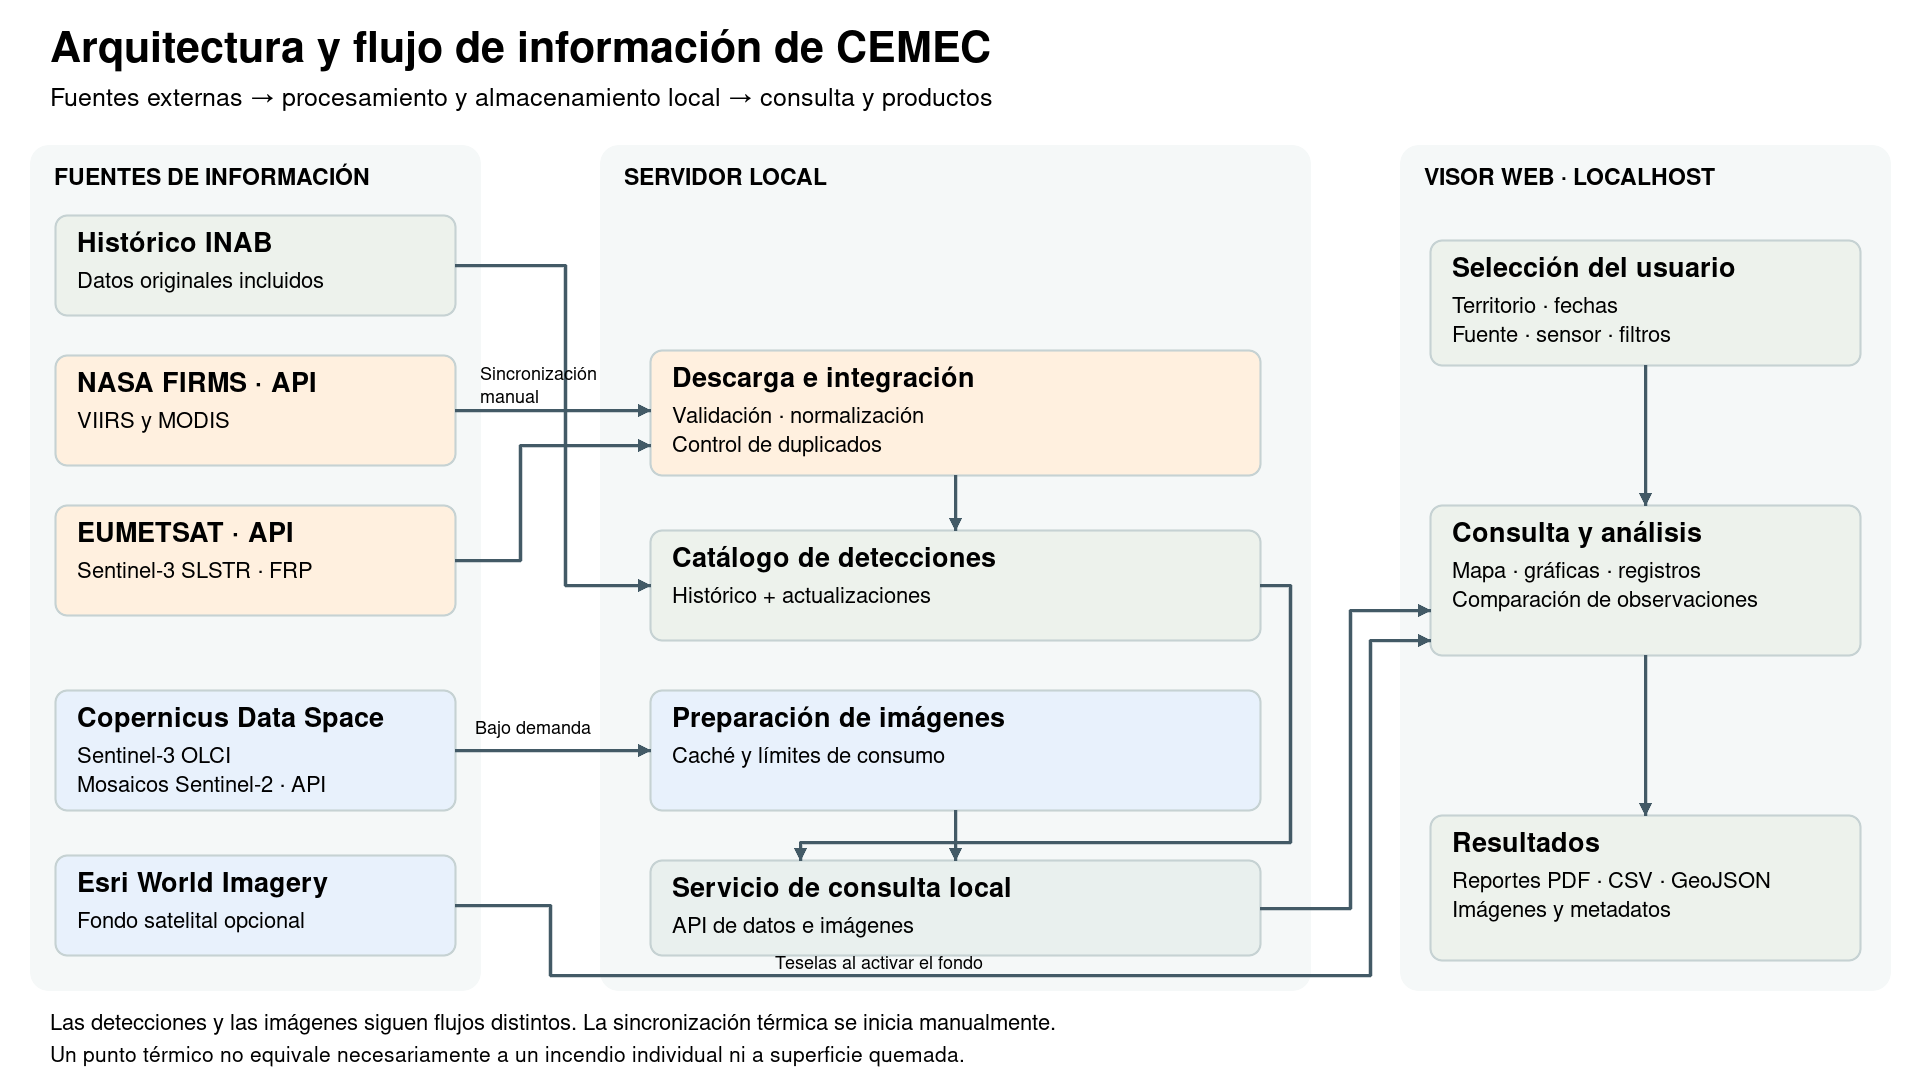 Arquitectura y flujo de información de CEMEC
Fuentes externas → procesamiento y almacenamiento local → consulta y productos
FUENTES DE INFORMACIÓN
Histórico INAB
Datos originales incluidos
NASA FIRMS · API
VIIRS y MODIS
EUMETSAT · API
Sentinel-3 SLSTR · FRP
Copernicus Data Space
Sentinel-3 OLCI
Mosaicos Sentinel-2 · API
Esri World Imagery
Fondo satelital opcional
Sincronización
manual
Bajo demanda
SERVIDOR LOCAL
Descarga e integración
Validación · normalización
Control de duplicados
Catálogo de detecciones
Histórico + actualizaciones
Preparación de imágenes
Caché y límites de consumo
Servicio de consulta local
API de datos e imágenes
Teselas al activar el fondo
VISOR WEB · LOCALHOST
Selección del usuario
Territorio · fechas
Fuente · sensor · filtros
Consulta y análisis
Mapa · gráficas · registros
Comparación de observaciones
Resultados
Reportes PDF · CSV · GeoJSON
Imágenes y metadatos
Las detecciones y las imágenes siguen flujos distintos. La sincronización térmica se inicia manualmente.
Un punto térmico no equivale necesariamente a un incendio individual ni a superficie quemada.